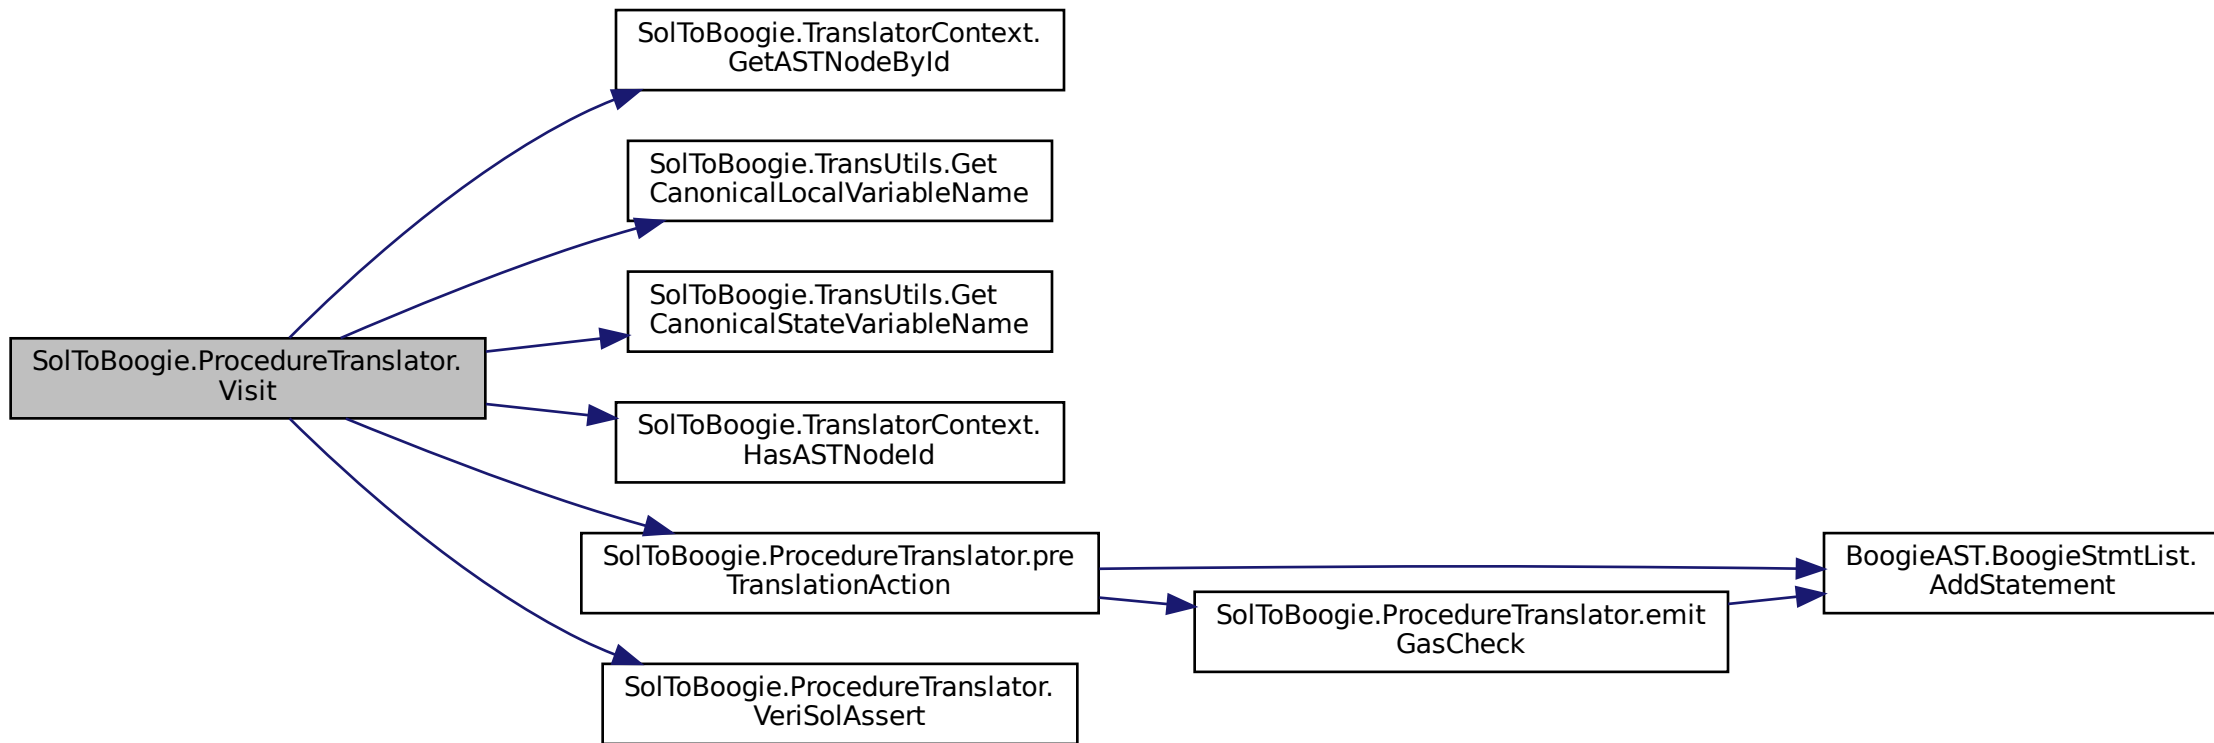 SolToBoogie.TranslatorContext.
GetASTNodeById
SolToBoogie.TransUtils.Get
CanonicalLocalVariableName
SolToBoogie.TransUtils.Get
CanonicalStateVariableName
SolToBoogie.ProcedureTranslator.
Visit
SolToBoogie.TranslatorContext.
HasASTNodeId
SolToBoogie.ProcedureTranslator.pre
TranslationAction
BoogieAST.BoogieStmtList.
AddStatement
SolToBoogie.ProcedureTranslator.emit
GasCheck
SolToBoogie.ProcedureTranslator.
VeriSolAssert